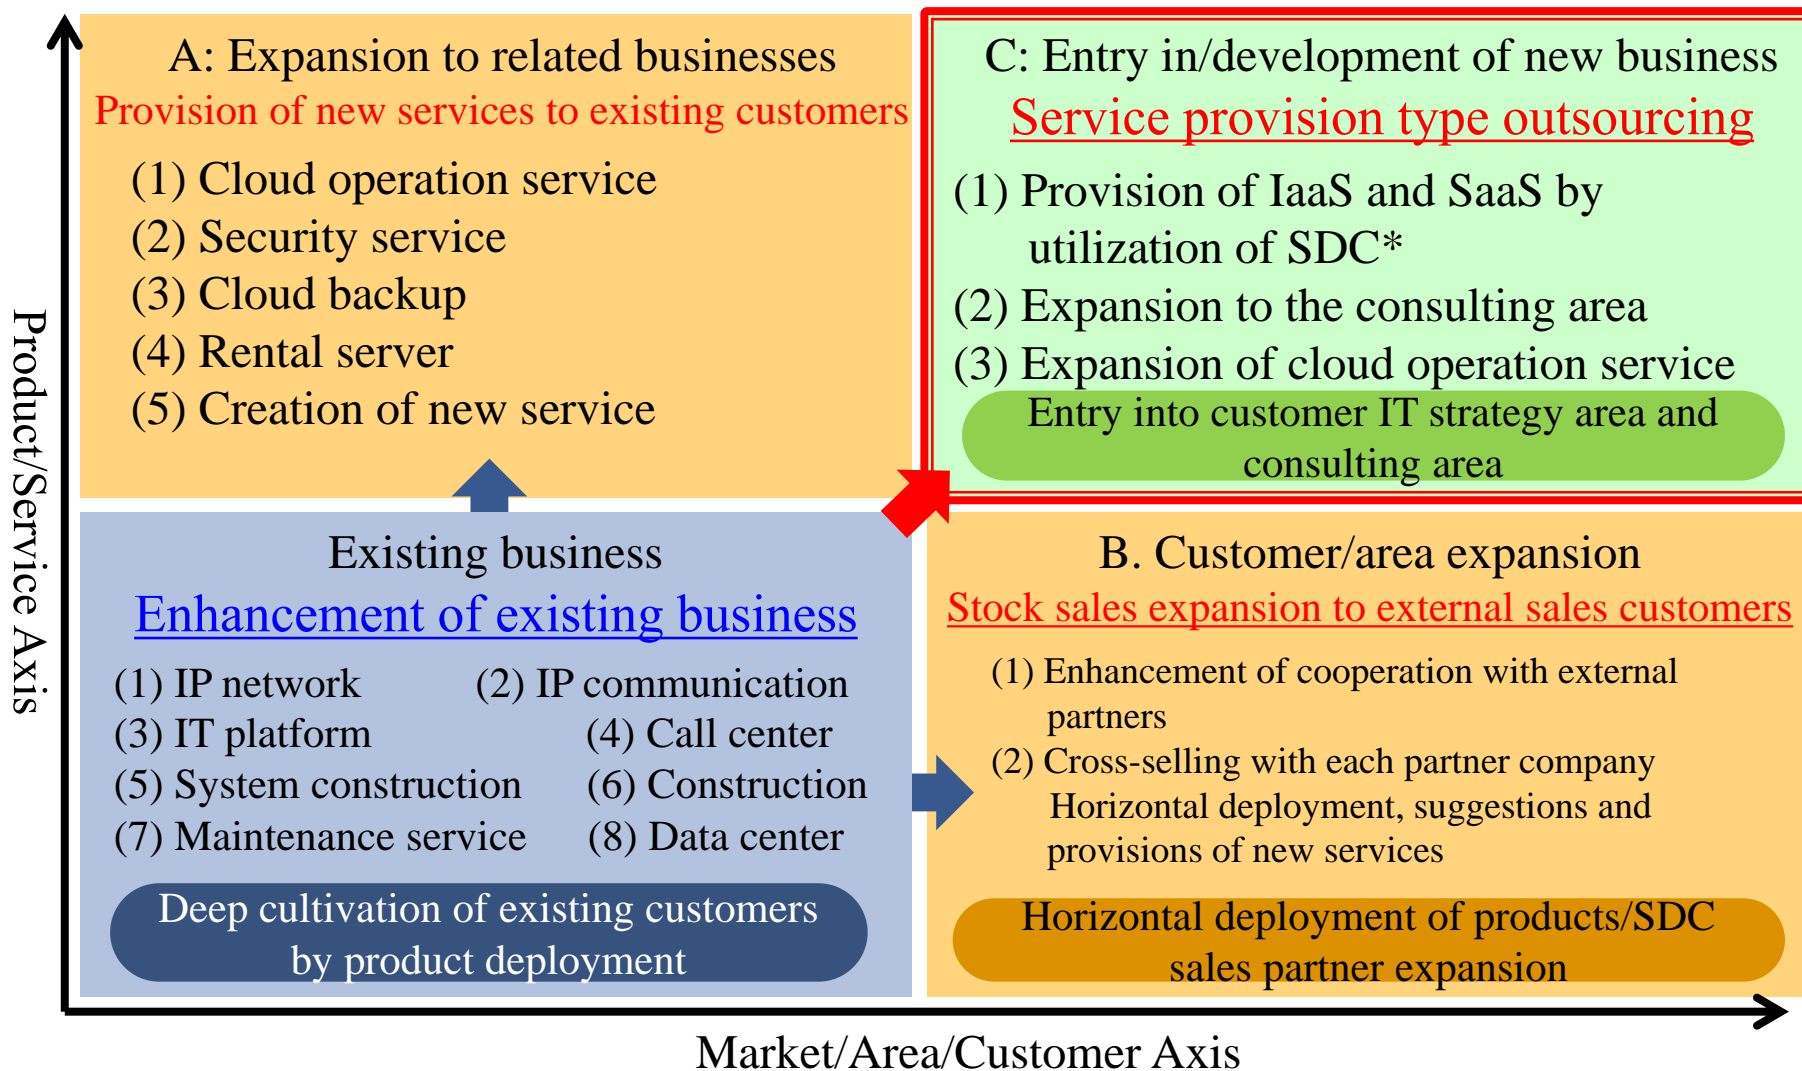 A: Expansion to related businesses
Provision of new services to existing customers
(1) Cloud operation service
(2) Security service
(3) Cloud backup
(4) Rental server
(5) Creation of new service
C: Entry in/development of new business
Service provision type outsourcing
(1) Provision of IaaS and SaaS by
utilization of SDC*
(2) Expansion to the consulting area
(3) Expansion of cloud operation service
Entry into customer IT strategy area and
consulting area
Product/Service Axis
Existing business
Enhancement of existing business
(1) IP network (2) IP communication
(3) IT platform (4) Call center
(5) System construction (6) Construction
(7) Maintenance service (8) Data center
Deep cultivation of existing customers
by product deployment
B. Customer/area expansion
Stock sales expansion to external sales customers
(1) Enhancement of cooperation with external
partners
(2) Cross-selling with each partner company
Horizontal deployment, suggestions and
provisions of new services
Horizontal deployment of products/SDC
sales partner expansion
Market/Area/Customer Axis